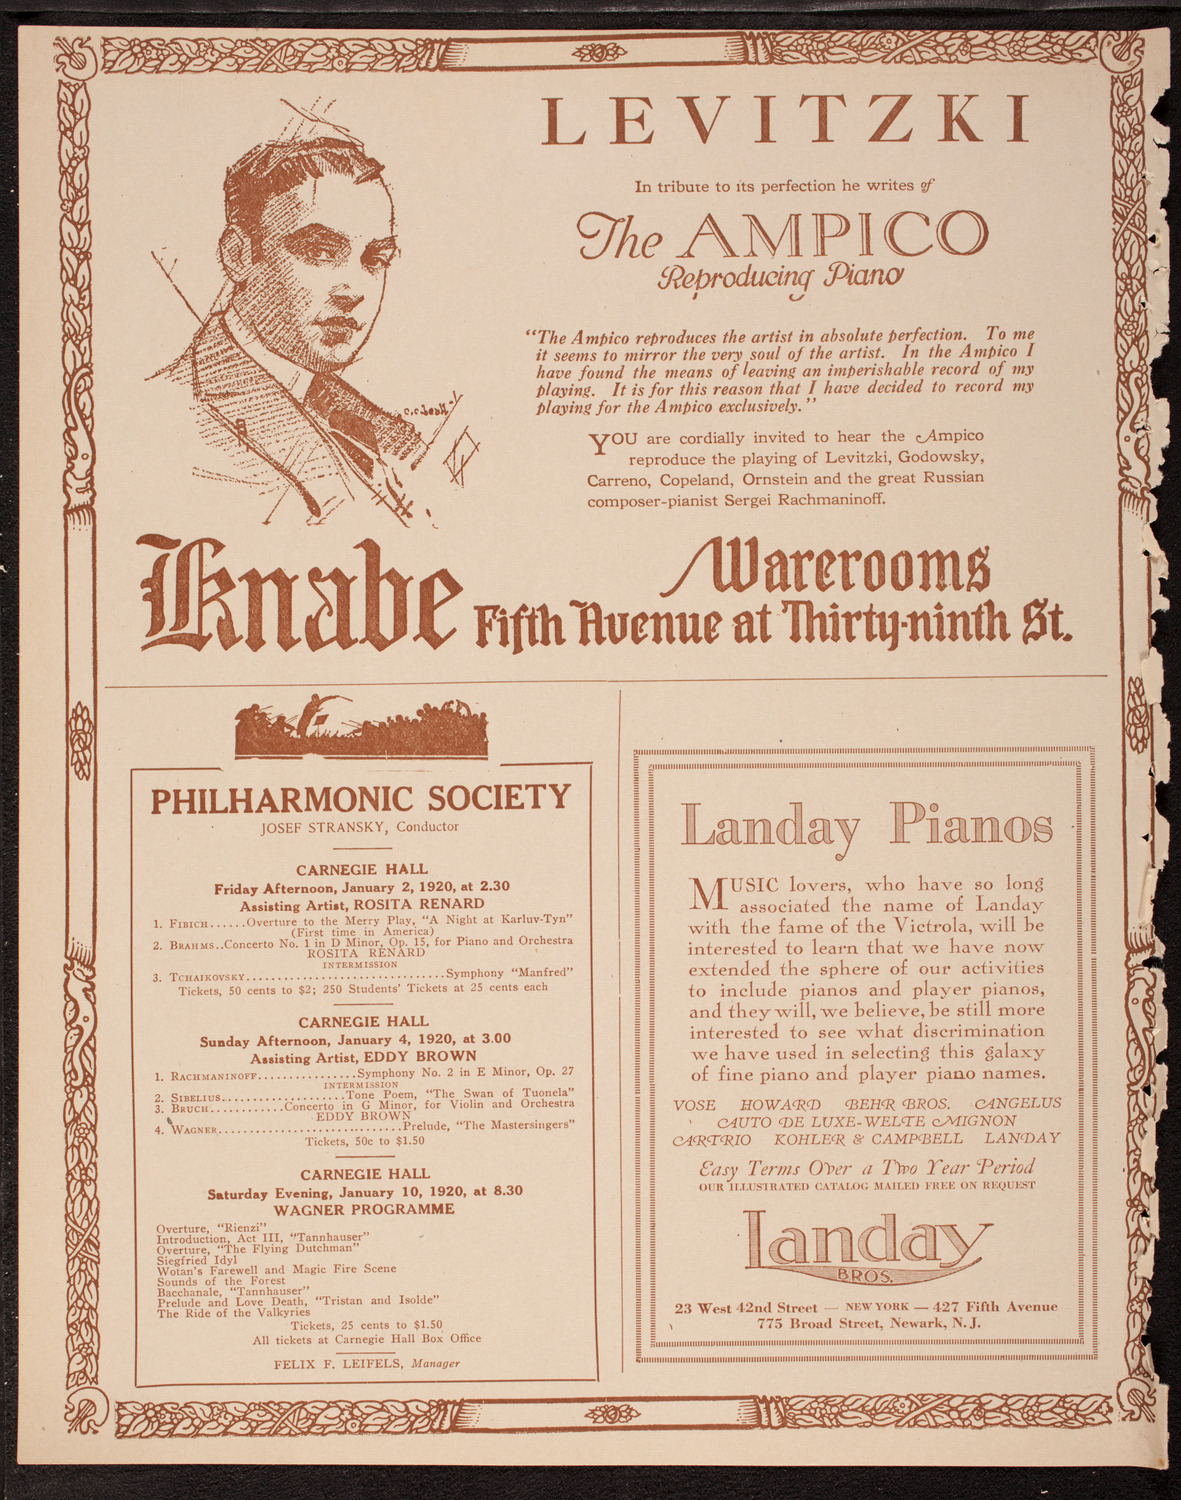 LEVITZKI
In tribute to its perfection he writes of
The AMPICO
Reproducing Piano
“The Ampico reproduces the artist in absolute perfection. To me
it seems to mirror the very soul of the artist. In the Ampico I
have found the means of leaving an imperishable record of my
playing. It is for this reason that I have decided to record my
playing for the Ampico exclusively.”
YOU are cordially invited to hear the Ampico
reproduce the playing of Levitzki, Godowsky,
Carreno, Copeland, Ornstein and the great Russian
composer-pianist Sergei Rachmaninoff.
Knabe Warerooms
Fifth Avenue at Thirty-ninth St.
PHILHARMONIC SOCIETY
JOSEF STRANSKY, Conductor
CARNEGIE HALL
Friday Afternoon, January 2, 1920, at 2.30
Assisting Artist, ROSITA RENARD
1. FIBICH......Overture to the Merry Play, “A Night at Karluv-Tyn”
(First time in America)
2. BRAHMS..Concerto No. 1 in D Minor, Op. 15, for Piano and Orchestra
ROSITA RENARD
INTERMISSION
3. TCHAIKOVSKY.................................Symphony “Manfred”
Tickets, 50 cents to $2; 250 Students' Tickets at 25 cents each
CARNEGIE HALL
Sunday Afternoon, January 4, 1920, at 3.00
Assisting Artist, EDDY BROWN
1. RACHMANINOFF................Symphony No. 2 in E Minor, Op. 27
INTERMISSION
2. SIBELIUS.....................Tone Poem, “The Swan of Tuonela”
3. BRUCH............Concerto in G Minor, for Violin and Orchestra
EDDY BROWN
4. WAGNER..............................Prelude, “The Mastersingers”
Tickets, 50c to $1.50
CARNEGIE HALL
Saturday Evening, January 10, 1920, at 8.30
WAGNER PROGRAMME
Overture, “Rienzi”
Introduction, Act III, “Tannhauser”
Overture, “The Flying Dutchman”
Siegfried Idyl
Wotan's Farewell and Magic Fire Scene
Sounds of the Forest
Bacchanale, “Tannhauser”
Prelude and Love Death, “Tristan and Isolde”
The Ride of the Valkyries
Tickets, 25 cents to $1.50
All tickets at Carnegie Hall Box Office
FELIX F. LEIFELS, Manager
Landay Pianos
MUSIC lovers, who have so long
associated the name of Landay
with the fame of the Victrola, will be
interested to learn that we have now
extended the sphere of our activities
to include pianos and player pianos,
and they will, we believe, be still more
interested to see what discrimination
we have used in selecting this galaxy
of fine piano and player piano names.
VOSE HOWARD BEHR BROS. ANGELUS
AUTO DE LUXE-WELTE MIGNON
CARTRIO KOHLER & CAMPBELL LANDAY
Easy Terms Over a Two Year Period
OUR ILLUSTRATED CATALOG MAILED FREE ON REQUEST
Landay
BROS.
23 West 42nd Street — NEW YORK — 427 Fifth Avenue
775 Broad Street, Newark, N. J.